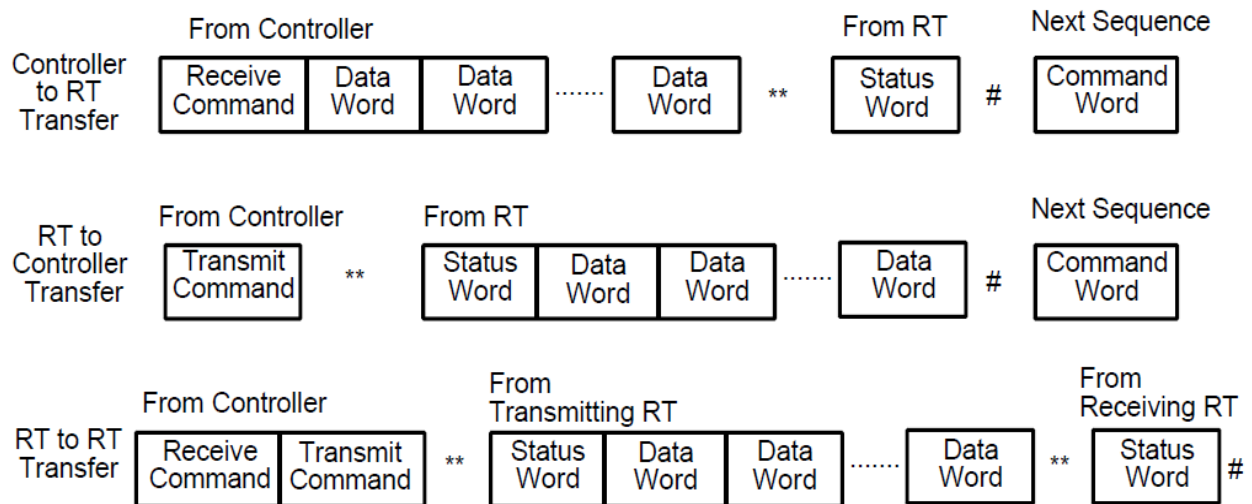 From Controller
From RT
Next Sequence
Controller
to RT
Transfer
Receive
Command
Data
Word
Data
Word
.......
Data
Word
**
Status
Word
#
Command
Word
From Controller
From RT
Next Sequence
RT to
Controller
Transfer
Transmit
Command
**
Status
Word
Data
Word
Data
Word
.......
Data
Word
#
Command
Word
From Controller
From
Transmitting RT
From
Receiving RT
RT to RT
Transfer
Receive
Command
Transmit
Command
**
Status
Word
Data
Word
Data
Word
.......
Data
Word
**
Status
Word
#